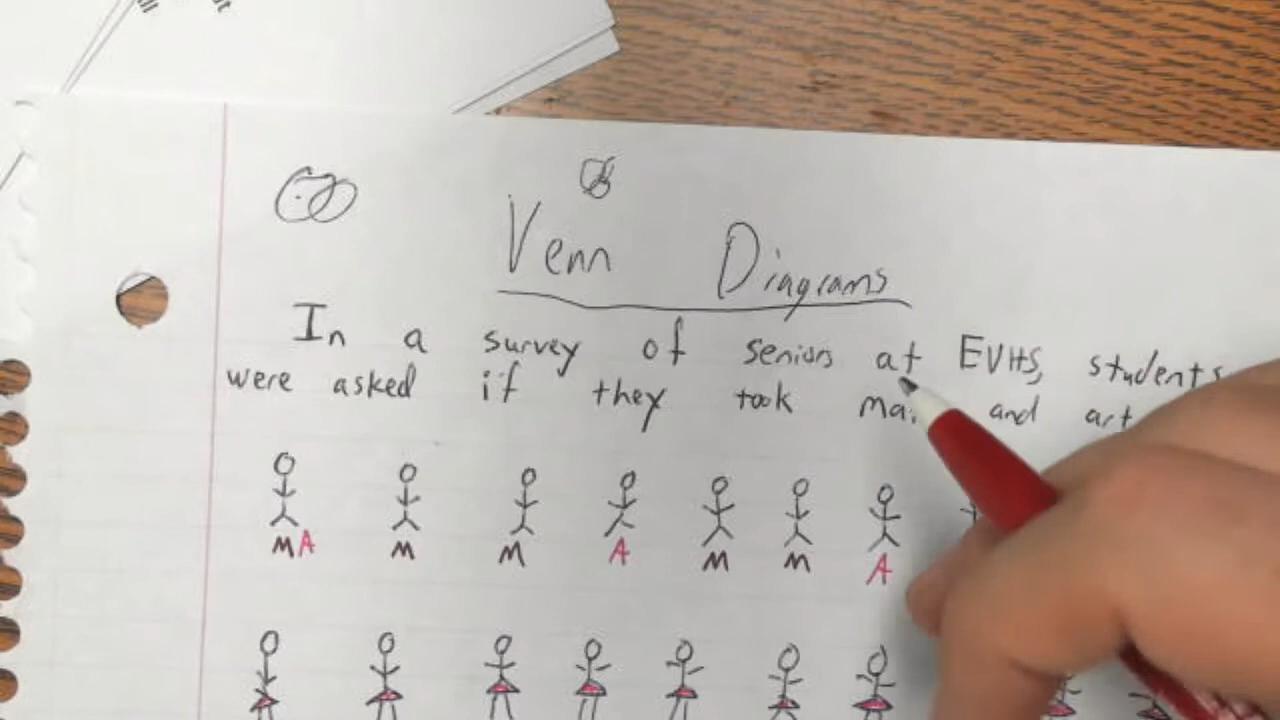 Venn Diagrams
In a survey of seniors at EVHS, students
were asked if they took and art
MA M M A M M A